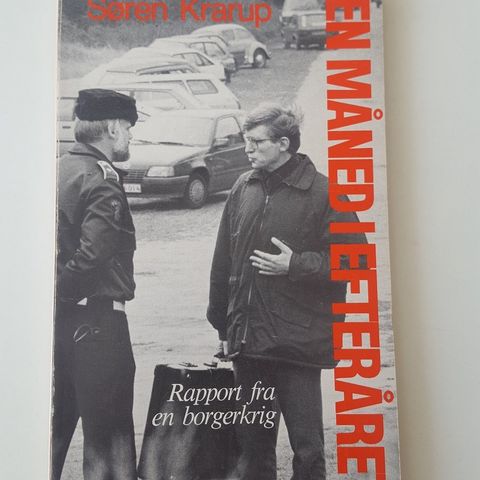 Søren Krarup
EN MÅNED I EFTERÅRET
Rapport fra
en borgerkrig